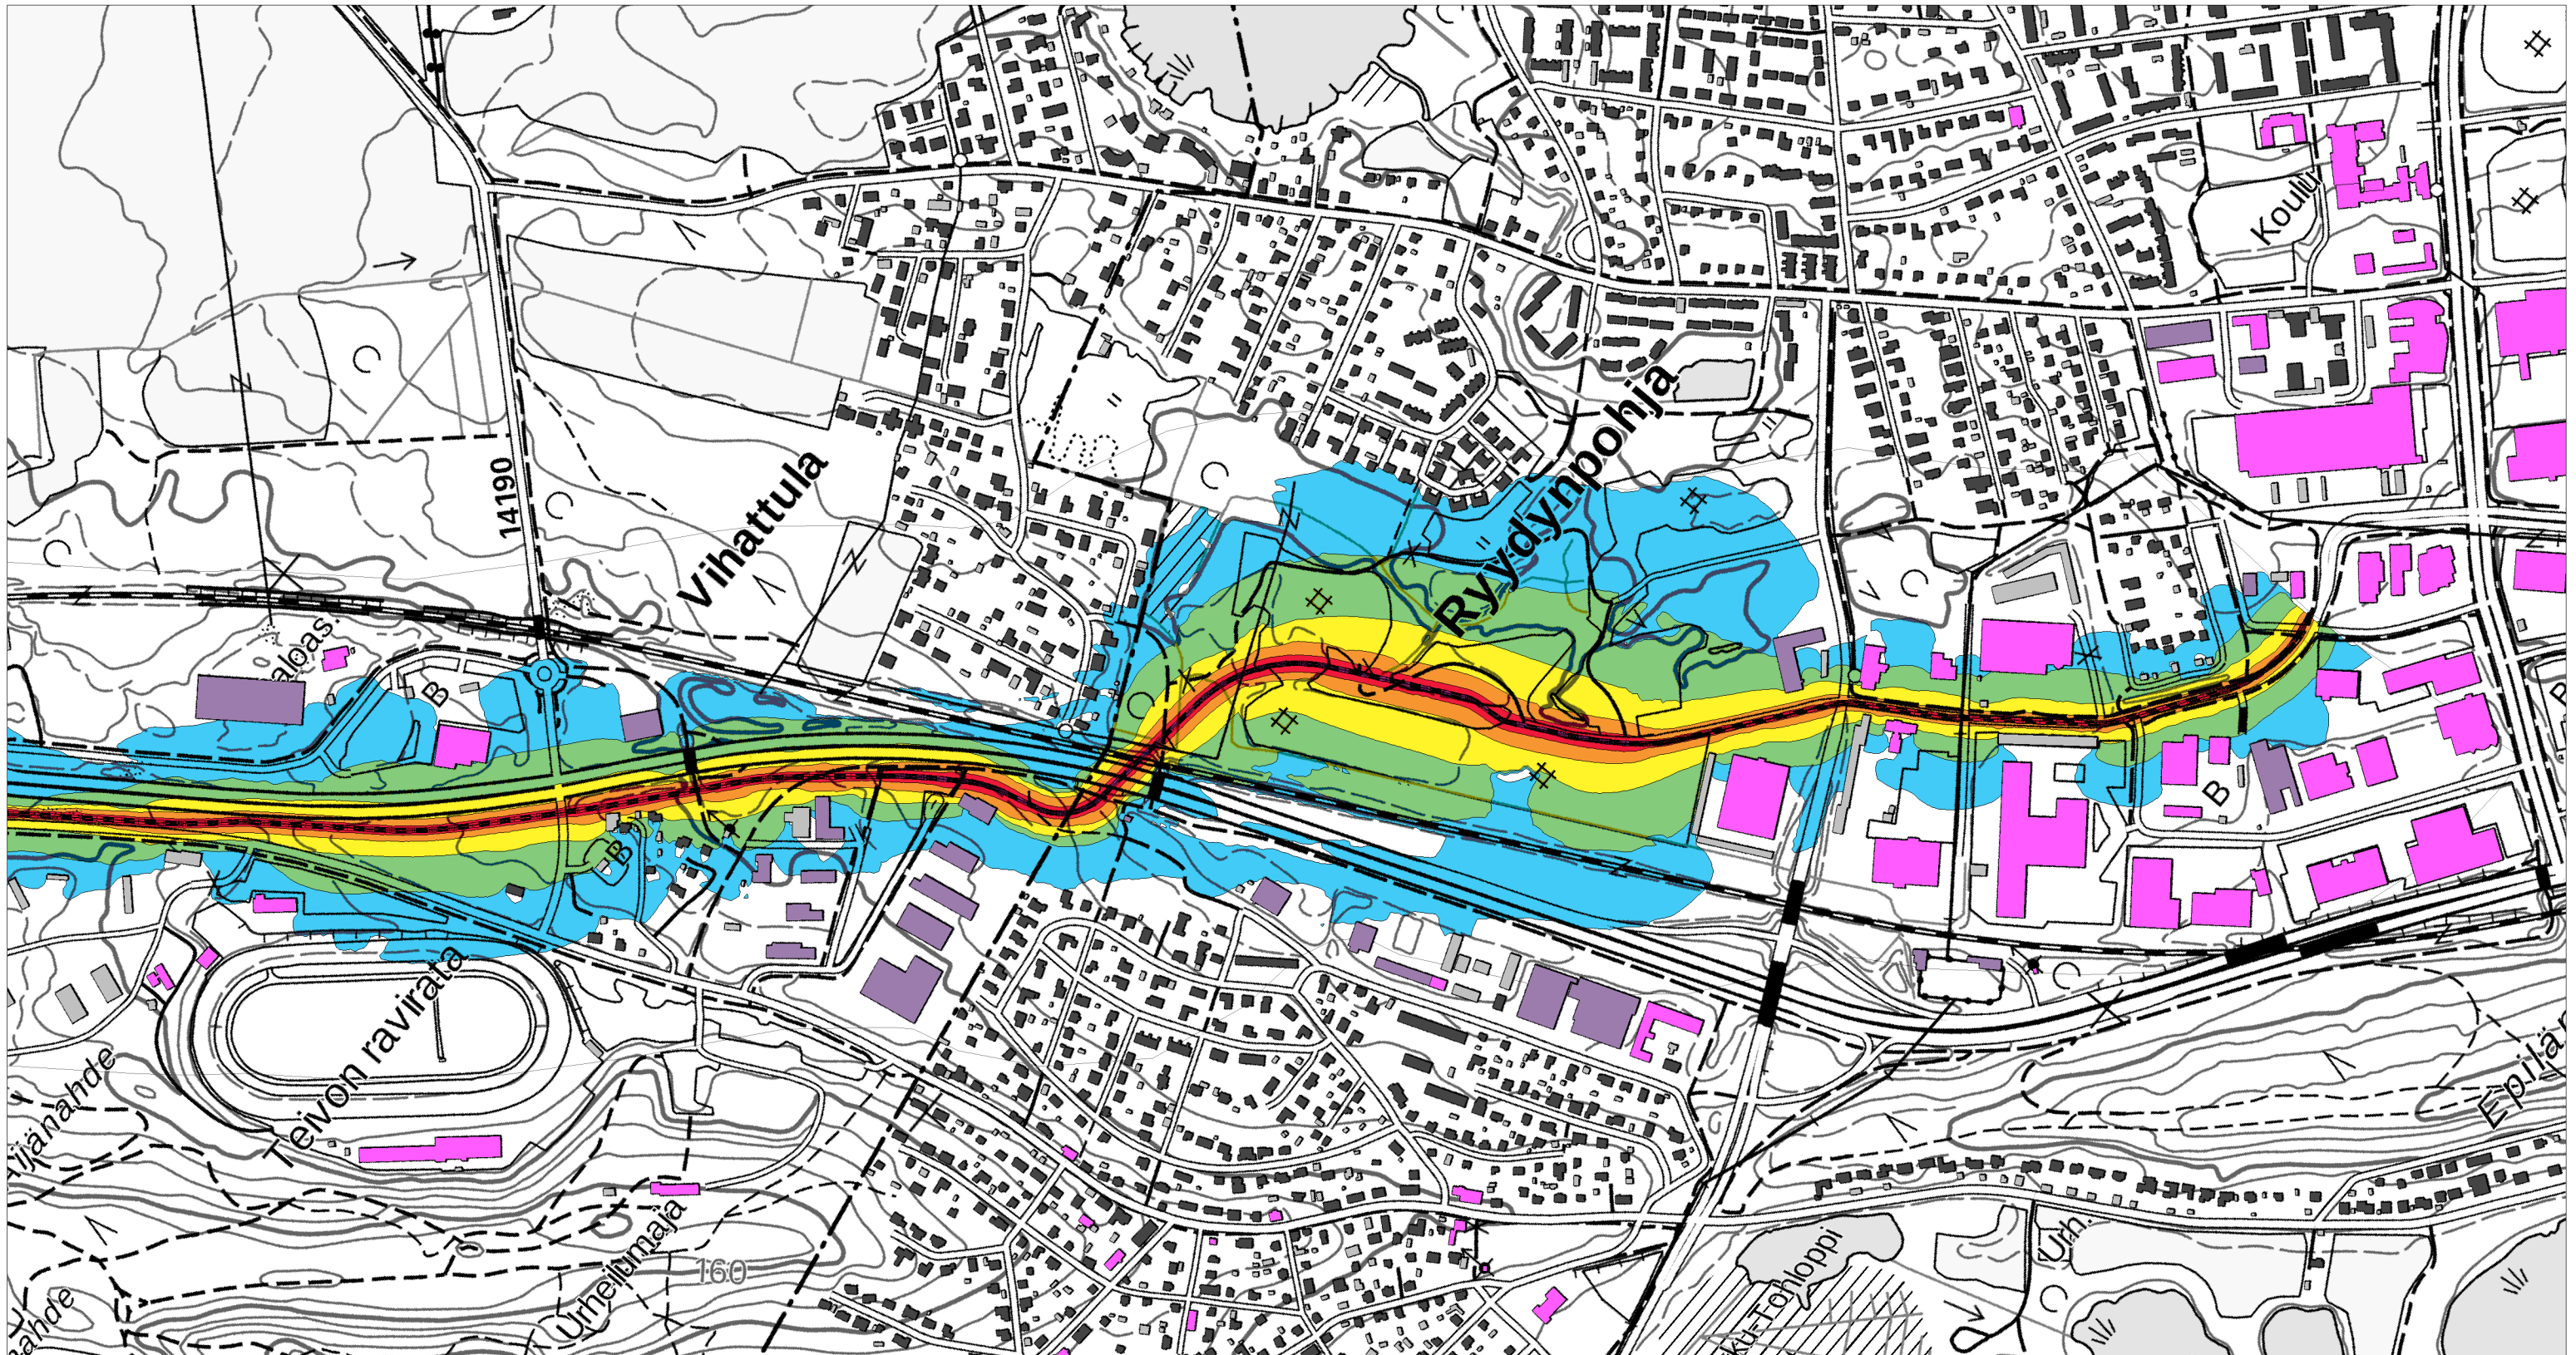 Koulu
Ryydynpohja
Vihattula
14190
B
B
B
Teivon ravirata
Urheilumaja
160
Urh.